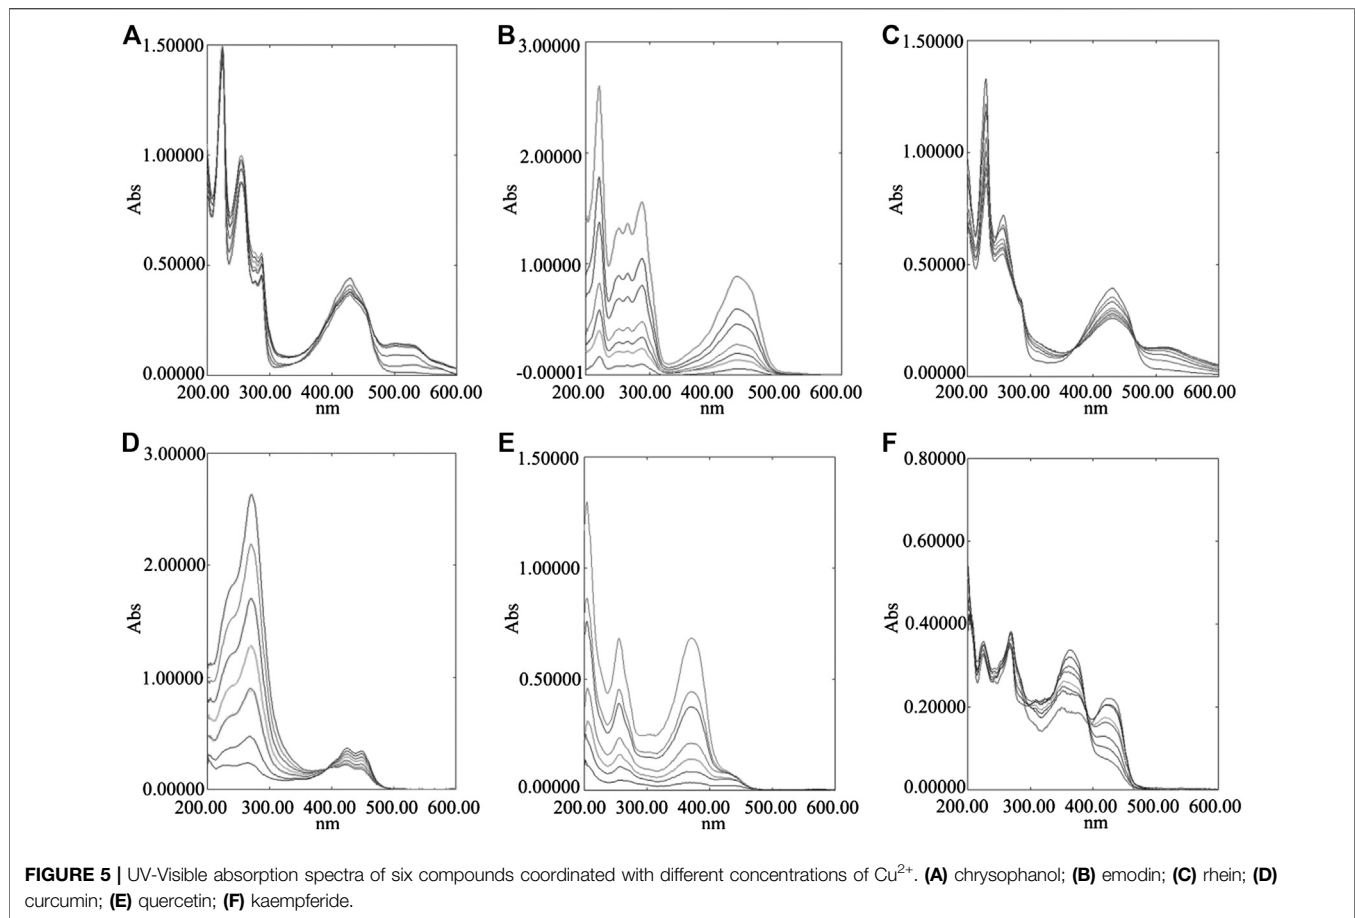 A
1.50000
1.00000
0.50000
0.00000
Abs
200.00 300.00 400.00 500.00 600.00
nm
B
3.00000
2.00000
1.00000
-0.00001
Abs
200.00 300.00 400.00 500.00 600.00
nm
C
1.50000
1.00000
0.50000
0.00000
Abs
200.00 300.00 400.00 500.00 600.00
nm
D
3.00000
2.00000
1.00000
0.00000
Abs
200.00 300.00 400.00 500.00 600.00
nm
E
1.50000
1.00000
0.50000
0.00000
Abs
200.00 300.00 400.00 500.00 600.00
nm
F
0.80000
0.60000
0.40000
0.20000
0.00000
Abs
200.00 300.00 400.00 500.00 600.00
nm
FIGURE 5 | UV-Visible absorption spectra of six compounds coordinated with different concentrations of Cu²⁺. (A) chrysophanol; (B) emodin; (C) rhein; (D)
curcumin; (E) quercetin; (F) kaempferide.